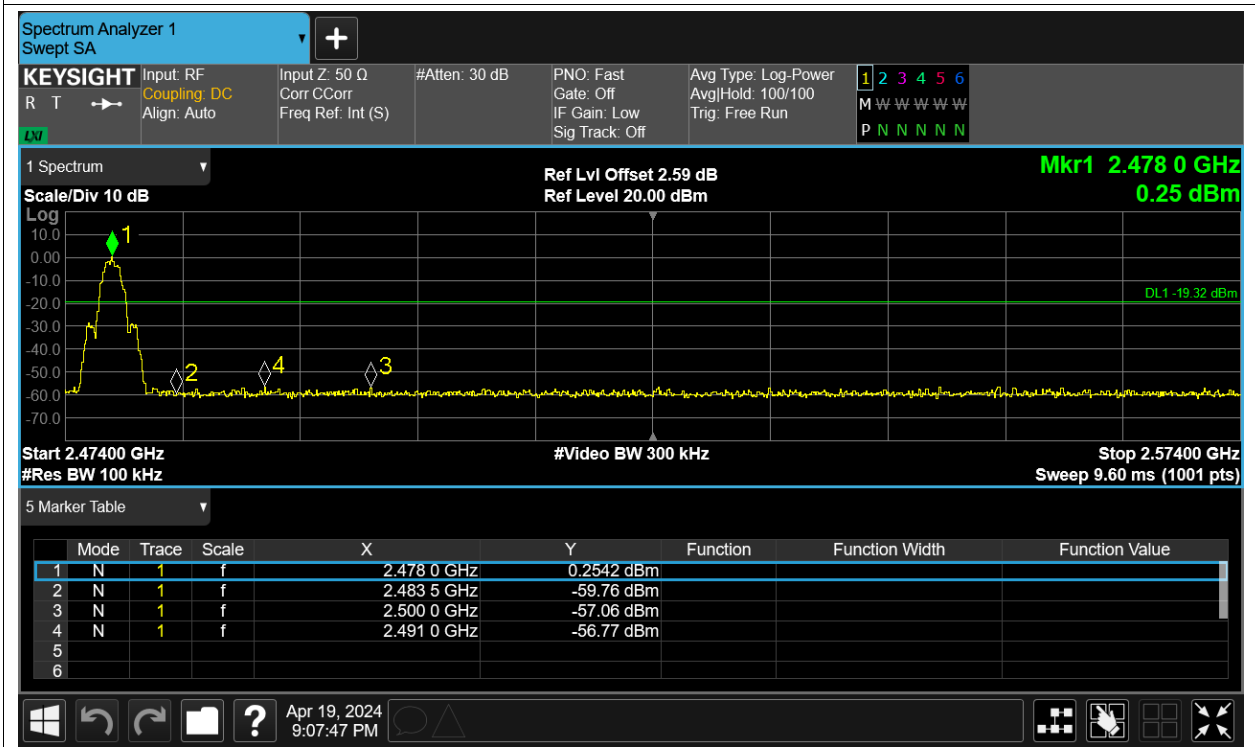 Spectrum Analyzer 1
Swept SA
KEYSIGHT Input: RF Input Z: 50 Ω #Atten: 30 dB PNO: Fast Avg Type: Log-Power 1 2 3 4 5 6
R T Coupling: DC Corr CCorr Gate: Off Avg|Hold: 100/100 M W W W W W
Align: Auto Freq Ref: Int (S) IF Gain: Low Trig: Free Run
LXI Sig Track: Off P N N N N N
1 Spectrum Ref Lvl Offset 2.59 dB Mkr1 2.478 0 GHz
Scale/Div 10 dB Ref Level 20.00 dBm 0.25 dBm
Log
10.0 1
0.00
-10.0
DL1 -19.32 dBm
-20.0
-30.0
-40.0
-50.0 2 4 3
-60.0
-70.0
Start 2.47400 GHz #Video BW 300 kHz Stop 2.57400 GHz
#Res BW 100 kHz Sweep 9.60 ms (1001 pts)
5 Marker Table
Mode Trace Scale X Y Function Function Width Function Value
1 N 1 f 2.478 0 GHz 0.2542 dBm
2 N 1 f 2.483 5 GHz -59.76 dBm
3 N 1 f 2.500 0 GHz -57.06 dBm
4 N 1 f 2.491 0 GHz -56.77 dBm
5
6
? Apr 19, 2024
9:07:47 PM